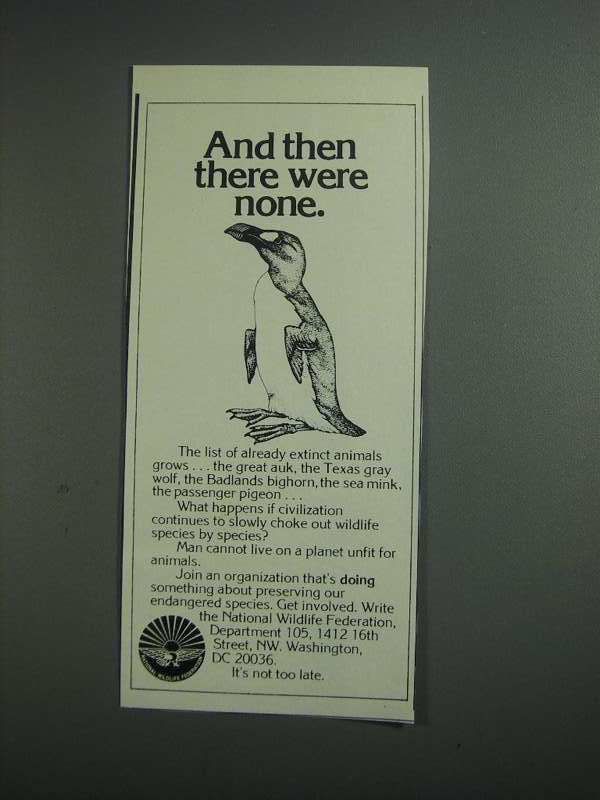 And then
there were
none.
The list of already extinct animals
grows . . . the great auk, the Texas gray
wolf, the Badlands bighorn, the sea mink,
the passenger pigeon . . .
What happens if civilization
continues to slowly choke out wildlife
species by species?
Man cannot live on a planet unfit for
animals.
Join an organization that's doing
something about preserving our
endangered species. Get involved. Write
the National Wildlife Federation,
Department 105, 1412 16th
Street, NW. Washington,
DC 20036.
It's not too late.
NATIONAL WILDLIFE FEDERATION